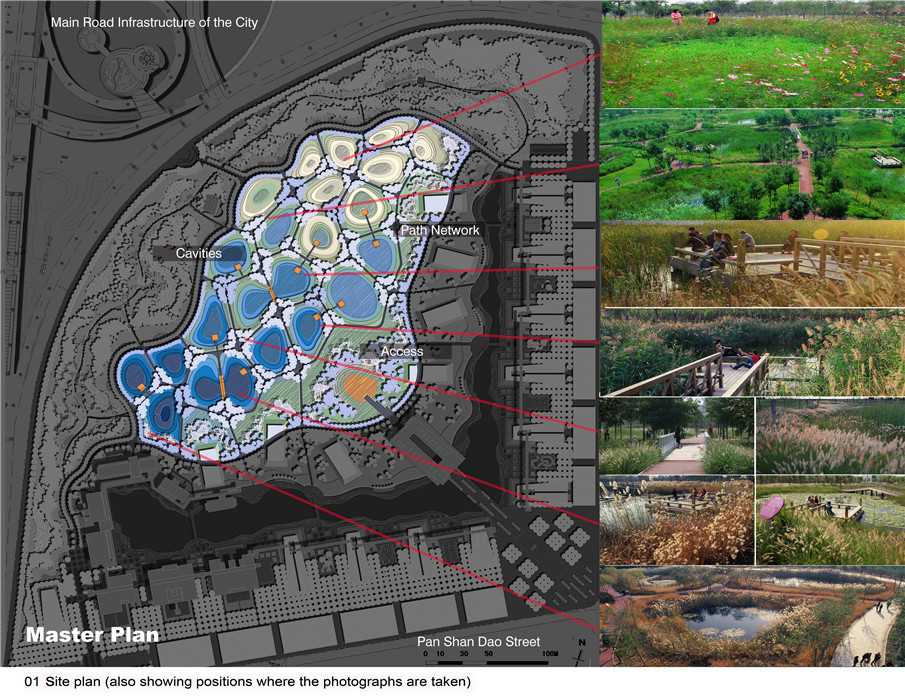 Main Road Infrastructure of the City
Path Network
Cavities
Access
Master Plan
Pan Shan Dao Street
N
0 10 30 50 100M
01 Site plan (also showing positions where the photographs are taken)